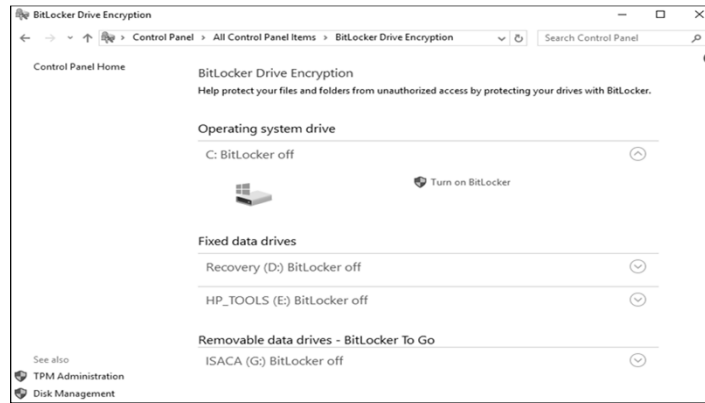 BitLocker Drive Encryption
Control Panel > All Control Panel Items > BitLocker Drive Encryption
Search Control Panel
Control Panel Home
BitLocker Drive Encryption
Help protect your files and folders from unauthorized access by protecting your drives with BitLocker.
Operating system drive
C: BitLocker off
Turn on BitLocker
Fixed data drives
Recovery (D:) BitLocker off
HP_TOOLS (E:) BitLocker off
Removable data drives - BitLocker To Go
ISACA (G:) BitLocker off
See also
TPM Administration
Disk Management